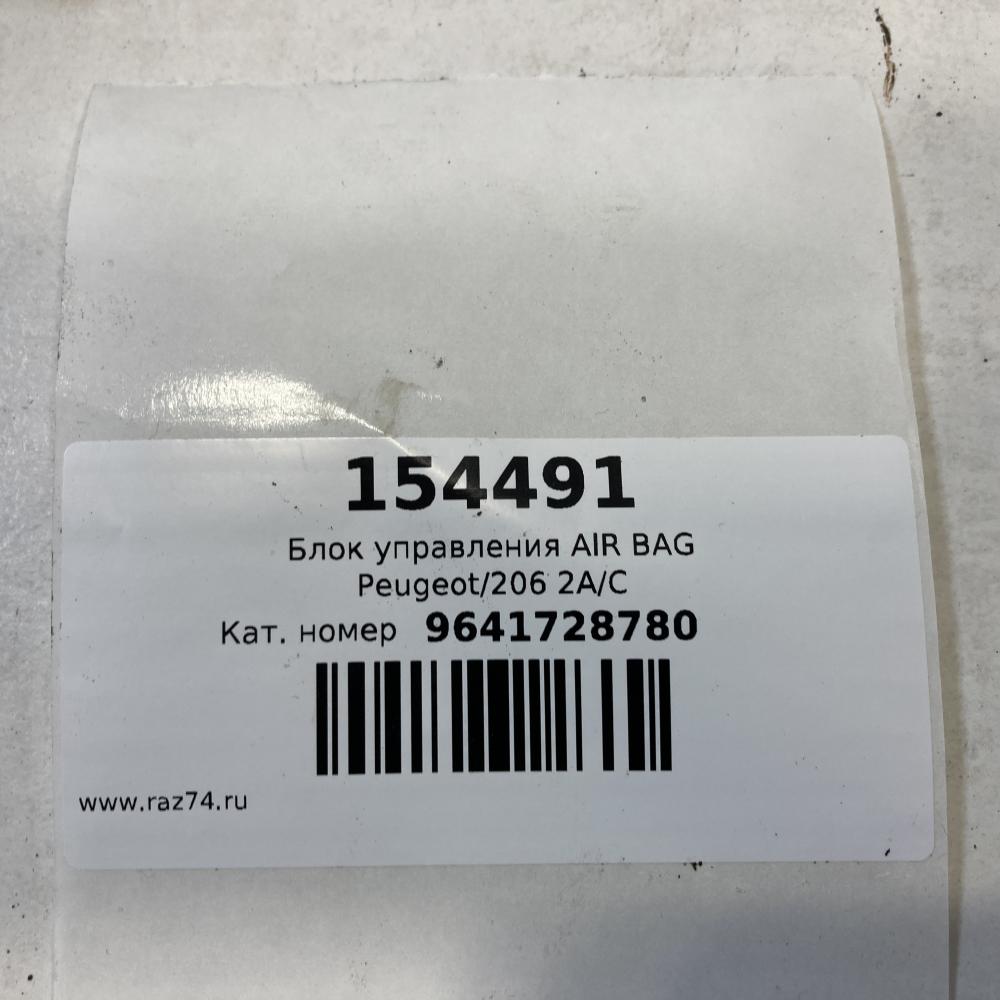 154491
Блок управления AIR BAG
Peugeot/206 2A/C
Кат. номер 9641728780
www.raz74.ru